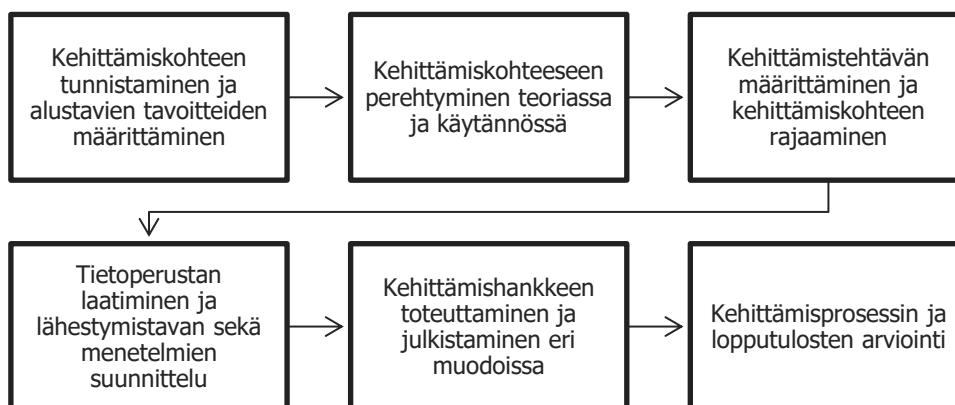 Kehittämiskohteen
tunnistaminen ja
alustavien tavoitteiden
määrittäminen
Kehittämiskohteeseen
perehtyminen teoriassa
ja käytännössä
Kehittämistehtävän
määrittäminen ja
kehittämiskohteen
rajaaminen
Tietoperustan
laatiminen ja
lähestymistavan sekä
menetelmien
suunnittelu
Kehittämishankkeen
toteuttaminen ja
julkistaminen eri
muodoissa
Kehittämisprosessin ja
lopputulosten arviointi